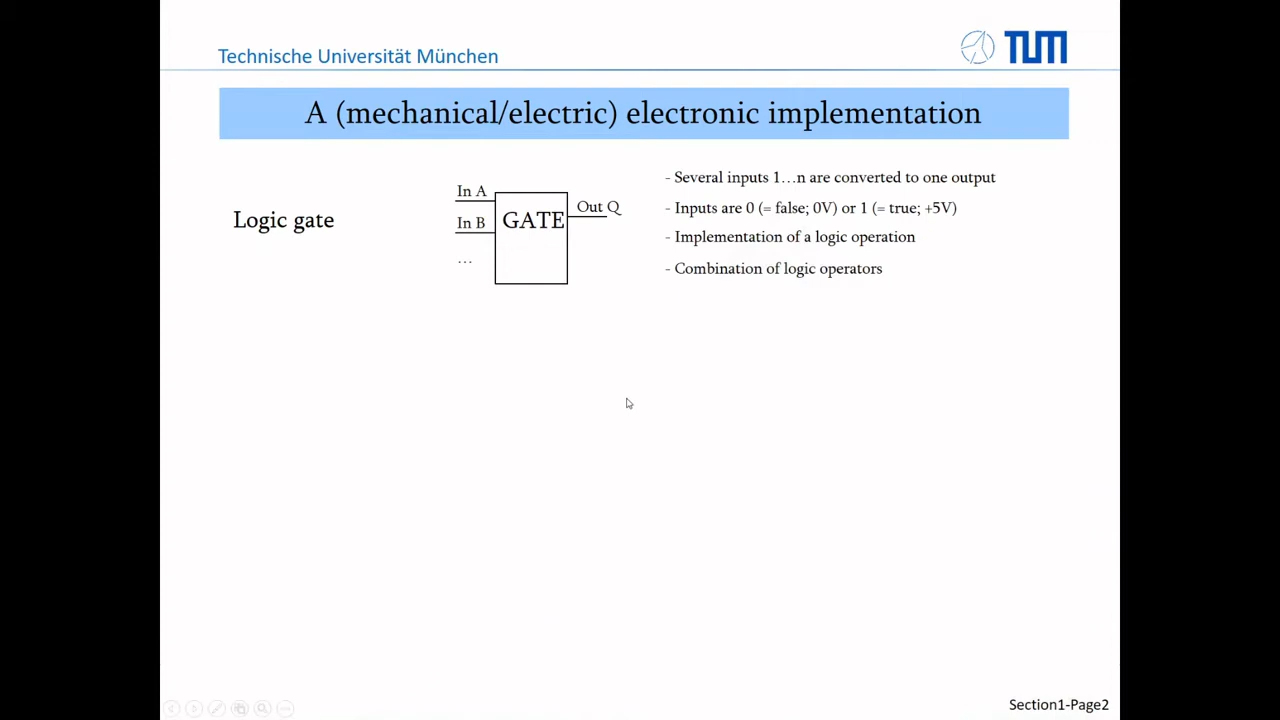 Technische Universität München
TUM
A (mechanical/electric) electronic implementation
Logic gate
In A
In B
...
GATE
Out Q
- Several inputs 1…n are converted to one output
- Inputs are 0 (= false; 0V) or 1 (= true; +5V)
- Implementation of a logic operation
- Combination of logic operators
Section1-Page2